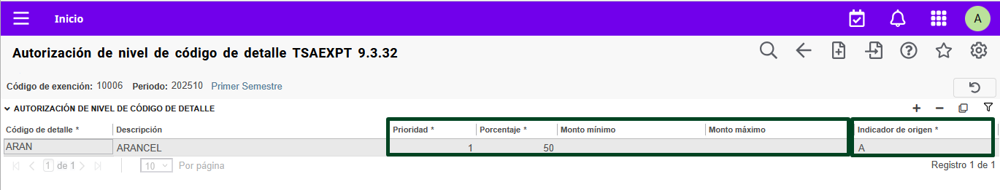 Inicio
A
Autorización de nivel de código de detalle TSAEXPT 9.3.32
Código de exención: 10006 Periodo: 202510 Primer Semestre
AUTORIZACIÓN DE NIVEL DE CÓDIGO DE DETALLE
Código de detalle * Descripción Prioridad * Porcentaje * Monto mínimo Monto máximo Indicador de origen *
ARAN ARANCEL 1 50 A
1 de 1 10 Por página Registro 1 de 1